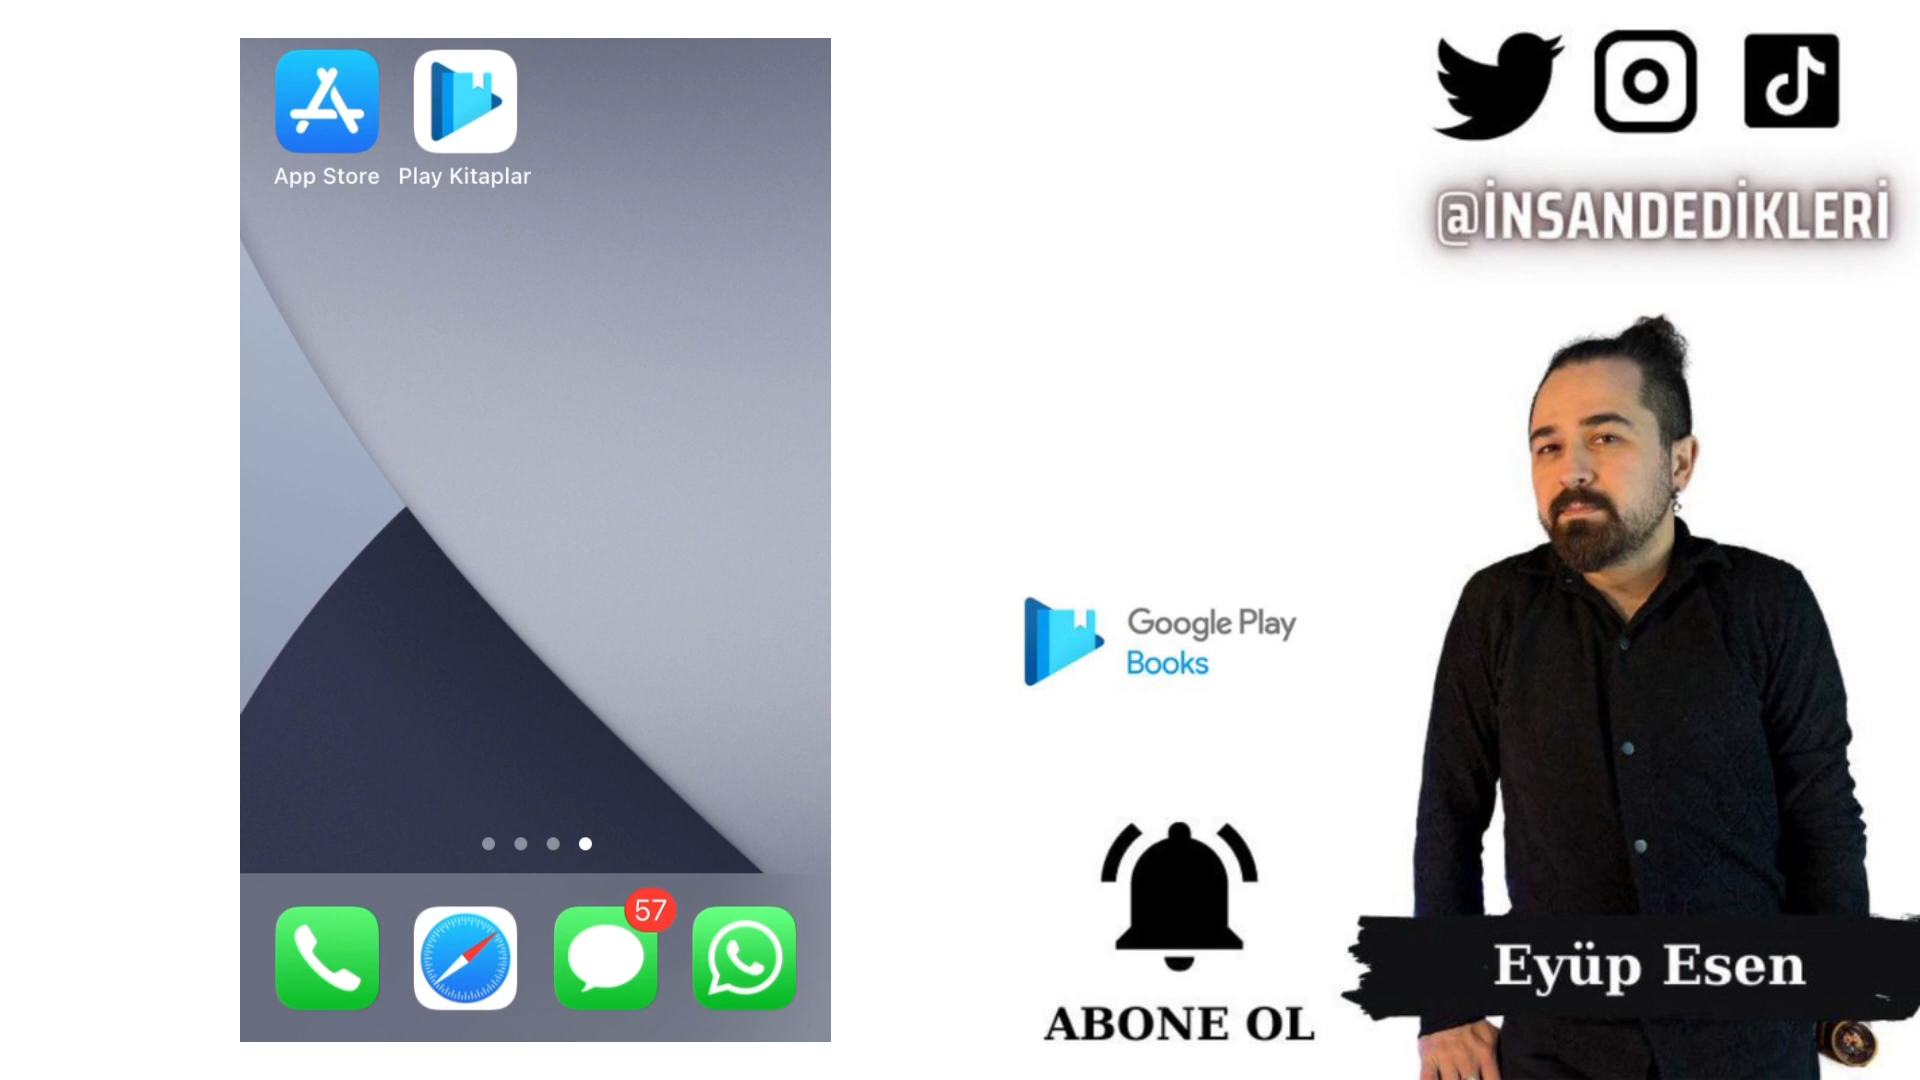 App Store
Play Kitaplar
57
@İNSANDEDİKLERİ
Google Play
Books
ABONE OL
Eyüp Esen